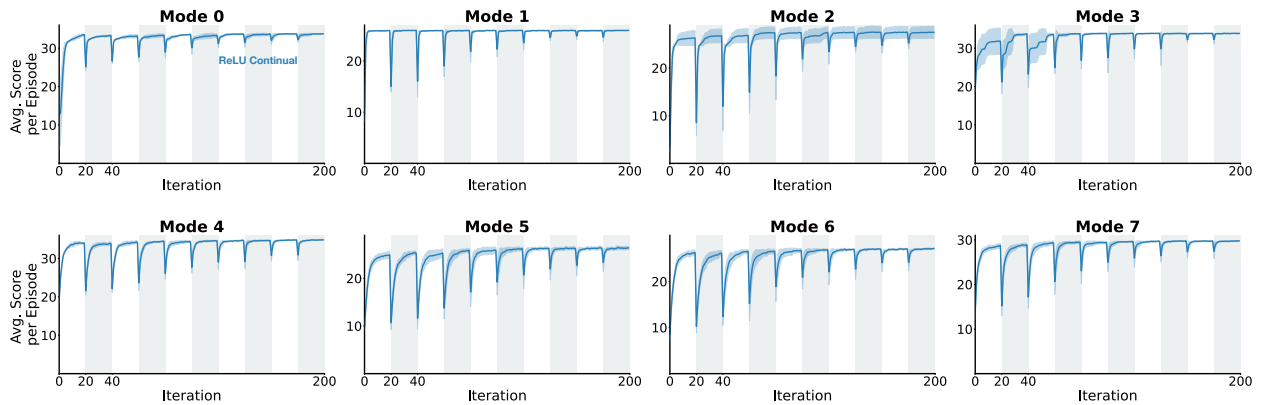 Mode 0
Mode 1
Mode 2
Mode 3
Avg. Score
per Episode
30
20
10
ReLU Continual
0 20 40 200
Iteration
20
10
0 20 40 200
Iteration
20
10
0 20 40 200
Iteration
30
20
10
0 20 40 200
Iteration
Mode 4
Mode 5
Mode 6
Mode 7
Avg. Score
per Episode
30
20
10
0 20 40 200
Iteration
20
10
0 20 40 200
Iteration
20
10
0 20 40 200
Iteration
30
20
10
0 20 40 200
Iteration